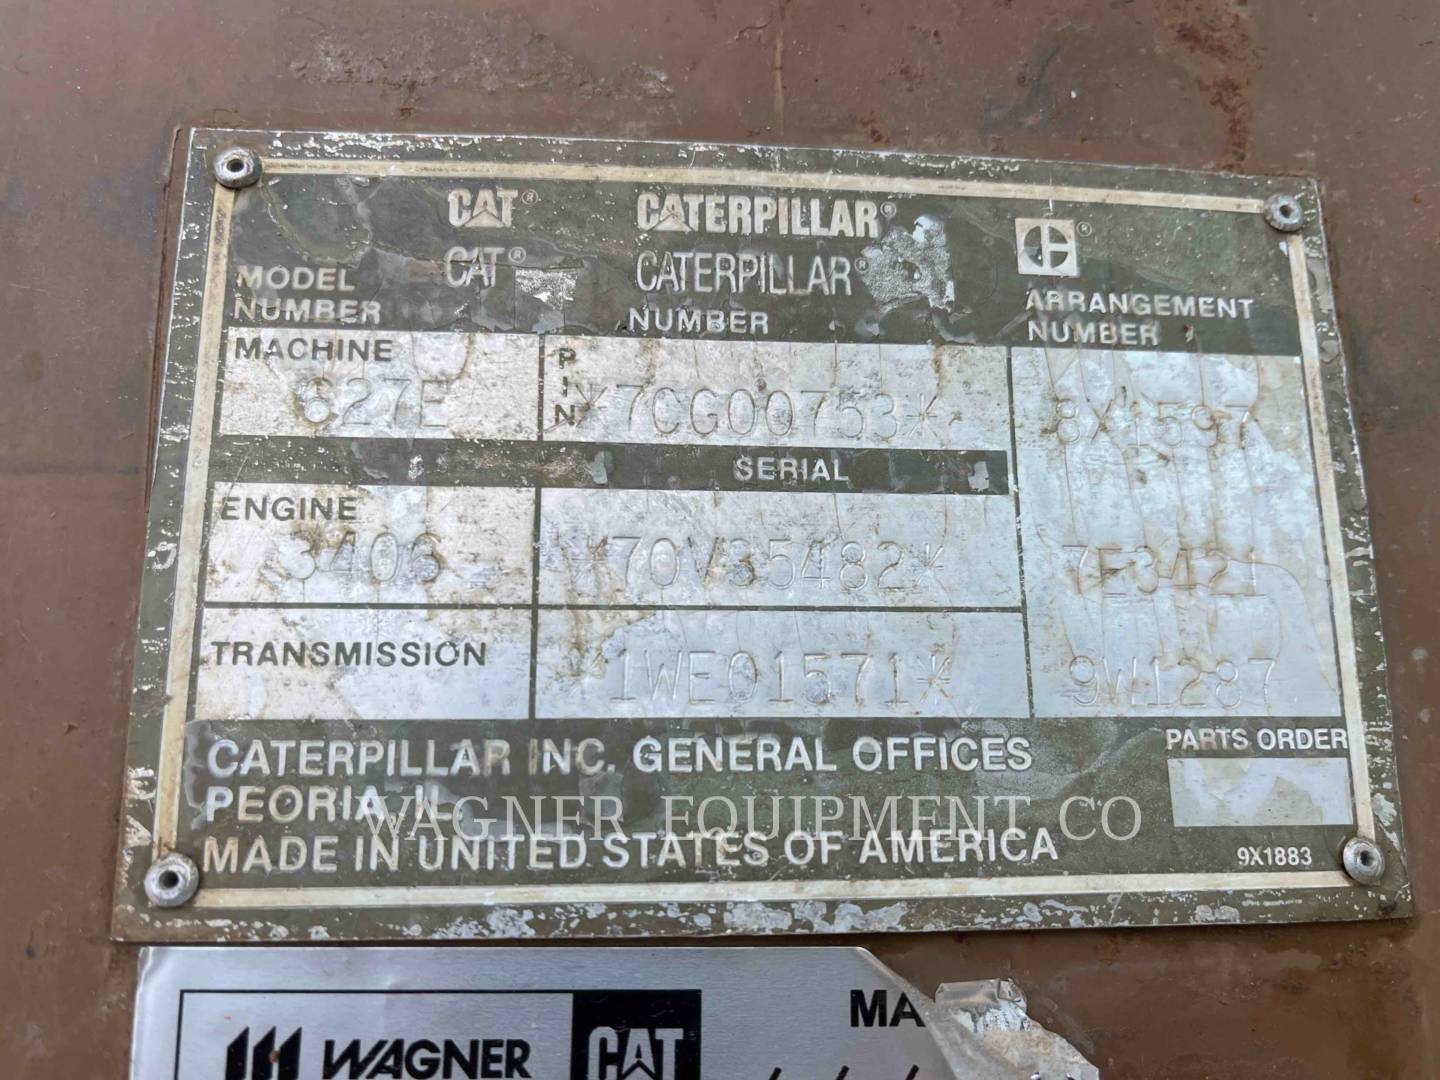 CAT® CATERPILLAR®
CAT® CATERPILLAR®
MODEL NUMBER NUMBER ARRANGEMENT NUMBER
MACHINE
627E PIN *7CG00753* 8X1597
SERIAL
ENGINE
3406 *70V35482* 7E3421
TRANSMISSION *1WE01571* 9W1287
CATERPILLAR INC. GENERAL OFFICES PARTS ORDER
PEORIA, IL.
WAGNER EQUIPMENT CO
MADE IN UNITED STATES OF AMERICA 9X1883
MA
WAGNER CAT